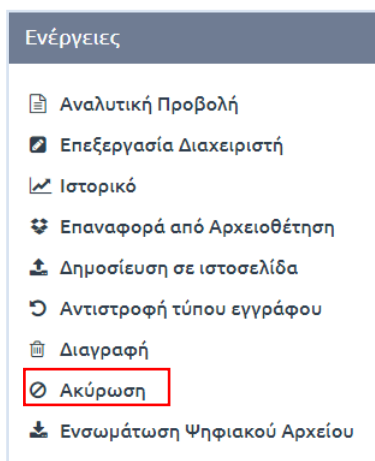 Ενέργειες
Αναλυτική Προβολή
Επεξεργασία Διαχειριστή
Ιστορικό
Επαναφορά από Αρχειοθέτηση
Δημοσίευση σε ιστοσελίδα
Αντιστροφή τύπου εγγράφου
Διαγραφή
Ακύρωση
Ενσωμάτωση Ψηφιακού Αρχείου